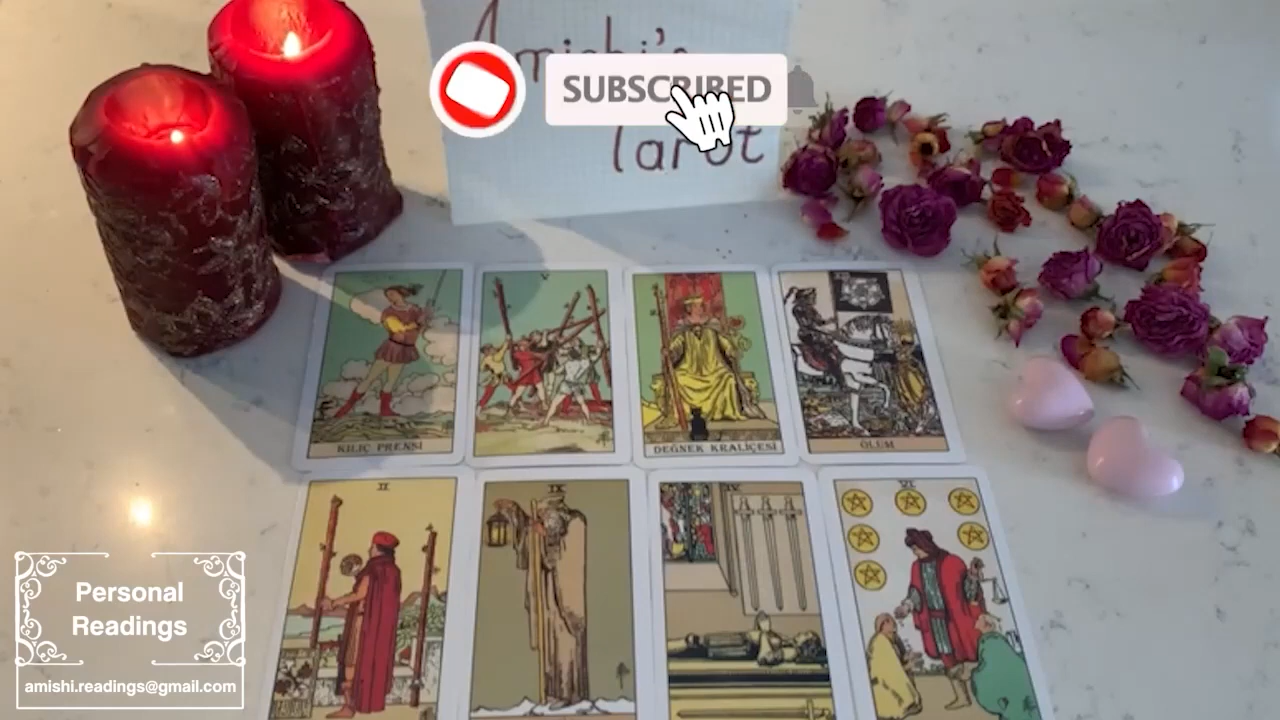 Amishi's
SUBSCRIBED
Tarot
V
KILIÇ PRENSİ
DEĞNEK KRALİÇESİ
ÖLÜM
II
IX
IV
VI
Personal
Readings
amishi.readings@gmail.com